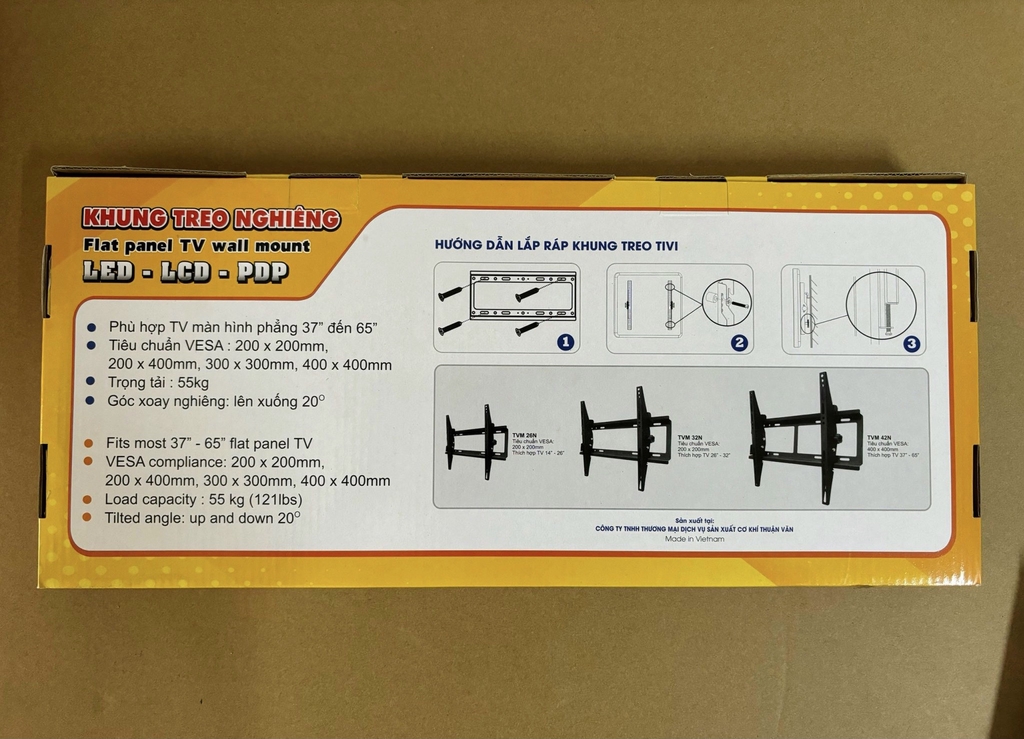 KHUNG TREO NGHIÊNG
Flat panel TV wall mount
LED - LCD - PDP
Phù hợp TV màn hình phẳng 37” đến 65”
Tiêu chuẩn VESA : 200 x 200mm,
200 x 400mm, 300 x 300mm, 400 x 400mm
Trọng tải : 55kg
Góc xoay nghiêng: lên xuống 20⁰
Fits most 37” - 65” flat panel TV
VESA compliance: 200 x 200mm,
200 x 400mm, 300 x 300mm, 400 x 400mm
Load capacity : 55 kg (121lbs)
Tilted angle: up and down 20⁰
HƯỚNG DẪN LẮP RÁP KHUNG TREO TIVI
1
2
3
TVM 26N
Tiêu chuẩn VESA:
200 x 200mm
Thích hợp TV 14" - 26"
TVM 32N
Tiêu chuẩn VESA:
200 x 200mm
Thích hợp TV 26" - 32"
TVM 42N
Tiêu chuẩn VESA:
400 x 400mm
Thích hợp TV 37" - 65"
Sản xuất tại:
CÔNG TY TNHH THƯƠNG MẠI DỊCH VỤ SẢN XUẤT CƠ KHÍ THUẬN VÂN
Made in Vietnam